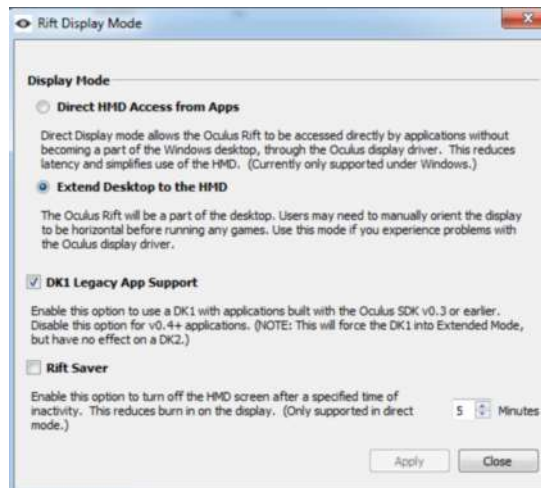 Rift Display Mode
Display Mode
Direct HMD Access from Apps
Direct Display mode allows the Oculus Rift to be accessed directly by applications without
becoming a part of the Windows desktop, through the Oculus display driver. This reduces
latency and simplifies use of the HMD. (Currently only supported under Windows.)
Extend Desktop to the HMD
The Oculus Rift will be a part of the desktop. Users may need to manually orient the display
to be horizontal before running any games. Use this mode if you experience problems with
the Oculus display driver.
DK1 Legacy App Support
Enable this option to use a DK1 with applications built with the Oculus SDK v0.3 or earlier.
Disable this option for v0.4+ applications. (NOTE: This will force the DK1 into Extended Mode,
but have no effect on a DK2.)
Rift Saver
Enable this option to turn off the HMD screen after a specified time of
inactivity. This reduces burn in on the display. (Only supported in direct
mode.)
5 Minutes
Apply Close